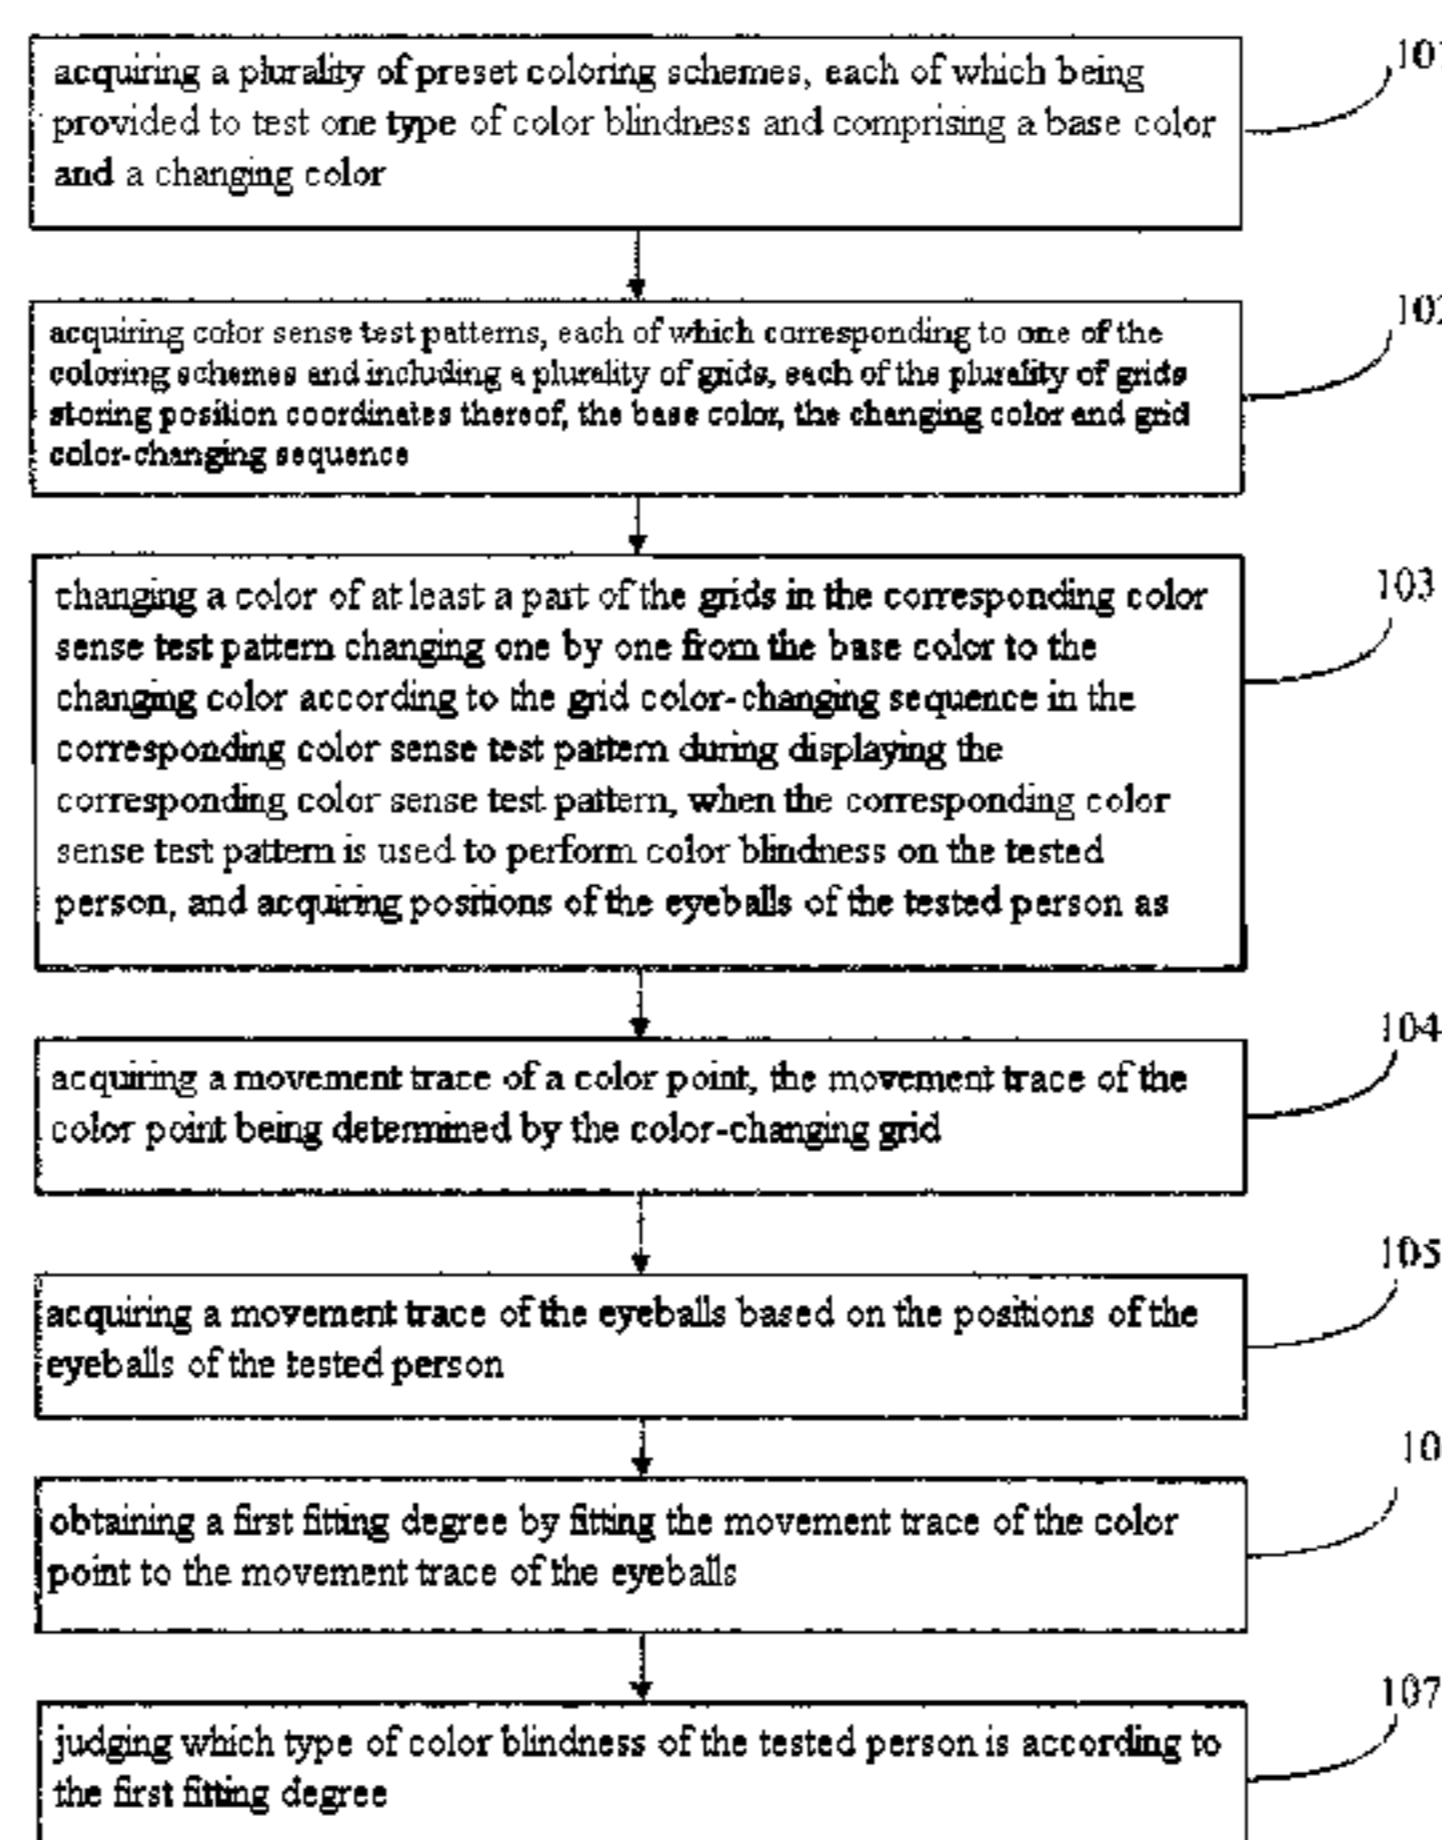 acquiring a plurality of preset coloring schemes, each of which being
provided to test one type of color blindness and comprising a base color
and a changing color
101
acquiring color sense test patterns, each of which corresponding to one of the
coloring schemes and including a plurality of grids, each of the plurality of grids
storing position coordinates thereof, the base color, the changing color and grid
color-changing sequence
102
changing a color of at least a part of the grids in the corresponding color
sense test pattern changing one by one from the base color to the
changing color according to the grid color-changing sequence in the
corresponding color sense test pattern during displaying the
corresponding color sense test pattern, when the corresponding color
sense test pattern is used to perform color blindness on the tested
person, and acquiring positions of the eyeballs of the tested person as
103
acquiring a movement trace of a color point, the movement trace of the
color point being determined by the color-changing grid
104
acquiring a movement trace of the eyeballs based on the positions of the
eyeballs of the tested person
105
obtaining a first fitting degree by fitting the movement trace of the color
point to the movement trace of the eyeballs
10
judging which type of color blindness of the tested person is according to
the first fitting degree
107